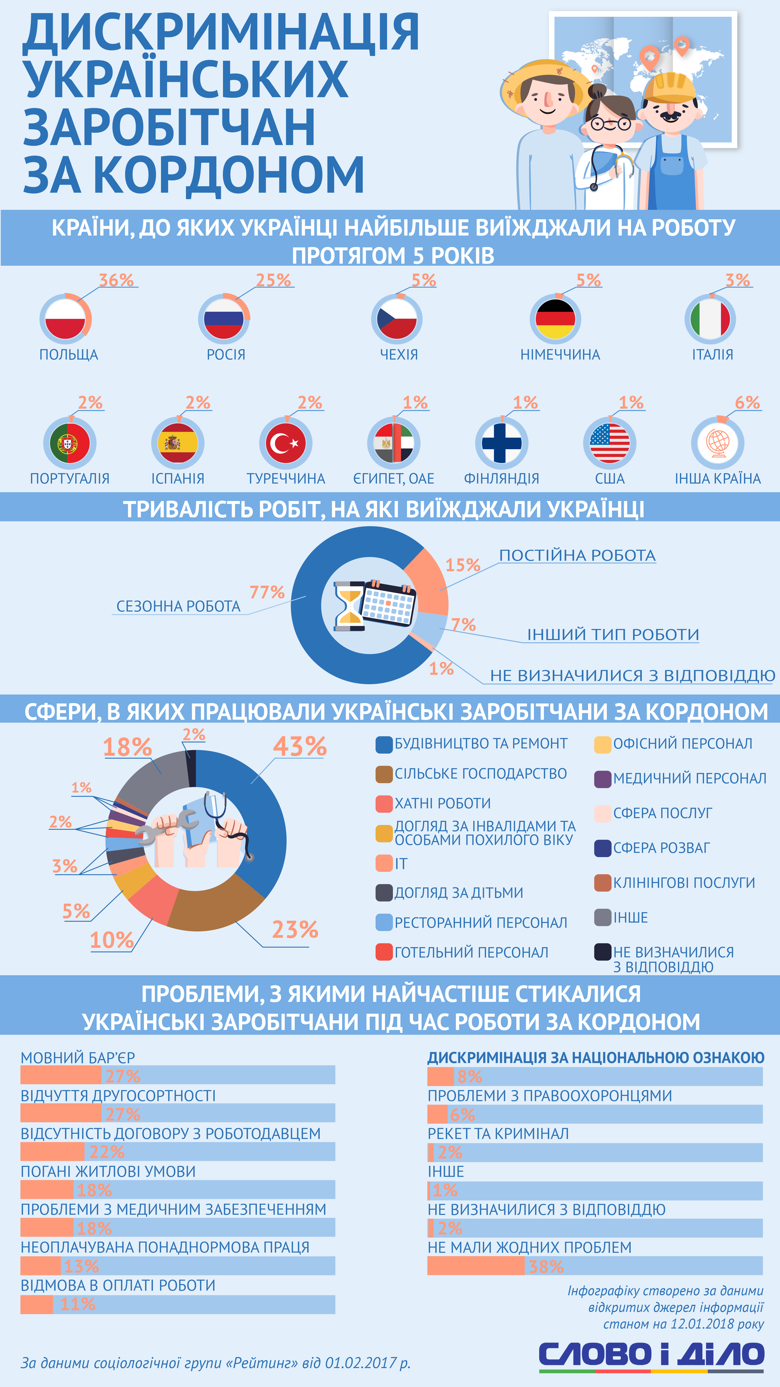 ДИСКРИМІНАЦІЯ
УКРАЇНСЬКИХ
ЗАРОБІТЧАН
ЗА КОРДОНОМ
КРАЇНИ, ДО ЯКИХ УКРАЇНЦІ НАЙБІЛЬШЕ ВИЇЖДЖАЛИ НА РОБОТУ
ПРОТЯГОМ 5 РОКІВ
36%
ПОЛЬЩА
25%
РОСІЯ
5%
ЧЕХІЯ
5%
НІМЕЧЧИНА
3%
ІТАЛІЯ
2%
ПОРТУГАЛІЯ
2%
ІСПАНІЯ
2%
ТУРЕЧЧИНА
1%
ЄГИПЕТ, ОАЕ
1%
ФІНЛЯНДІЯ
1%
США
6%
ІНША КРАЇНА
ТРИВАЛІСТЬ РОБІТ, НА ЯКІ ВИЇЖДЖАЛИ УКРАЇНЦІ
77%
СЕЗОННА РОБОТА
15%
ПОСТІЙНА РОБОТА
7%
ІНШИЙ ТИП РОБОТИ
1%
НЕ ВИЗНАЧИЛИСЯ З ВІДПОВІДДЮ
СФЕРИ, В ЯКИХ ПРАЦЮВАЛИ УКРАЇНСЬКІ ЗАРОБІТЧАНИ ЗА КОРДОНОМ
2%
18%
43%
1%
2%
3%
5%
10%
23%
БУДІВНИЦТВО ТА РЕМОНТ
СІЛЬСЬКЕ ГОСПОДАРСТВО
ХАТНІ РОБОТИ
ДОГЛЯД ЗА ІНВАЛІДАМИ ТА
ОСОБАМИ ПОХИЛОГО ВІКУ
ІТ
ДОГЛЯД ЗА ДІТЬМИ
РЕСТОРАННИЙ ПЕРСОНАЛ
ГОТЕЛЬНИЙ ПЕРСОНАЛ
ОФІСНИЙ ПЕРСОНАЛ
МЕДИЧНИЙ ПЕРСОНАЛ
СФЕРА ПОСЛУГ
СФЕРА РОЗВАГ
КЛІНІНГОВІ ПОСЛУГИ
ІНШЕ
НЕ ВИЗНАЧИЛИСЯ
З ВІДПОВІДДЮ
ПРОБЛЕМИ, З ЯКИМИ НАЙЧАСТІШЕ СТИКАЛИСЯ
УКРАЇНСЬКІ ЗАРОБІТЧАНИ ПІД ЧАС РОБОТИ ЗА КОРДОНОМ
МОВНИЙ БАР'ЄР
27%
ВІДЧУТТЯ ДРУГОСОРТНОСТІ
27%
ВІДСУТНІСТЬ ДОГОВОРУ З РОБОТОДАВЦЕМ
22%
ПОГАНІ ЖИТЛОВІ УМОВИ
18%
ПРОБЛЕМИ З МЕДИЧНИМ ЗАБЕЗПЕЧЕННЯМ
18%
НЕОПЛАЧУВАНА ПОНАДНОРМОВА ПРАЦЯ
13%
ВІДМОВА В ОПЛАТІ РОБОТИ
11%
ДИСКРИМІНАЦІЯ ЗА НАЦІОНАЛЬНОЮ ОЗНАКОЮ
8%
ПРОБЛЕМИ З ПРАВООХОРОНЦЯМИ
6%
РЕКЕТ ТА КРИМІНАЛ
2%
ІНШЕ
1%
НЕ ВИЗНАЧИЛИСЯ З ВІДПОВІДДЮ
2%
НЕ МАЛИ ЖОДНИХ ПРОБЛЕМ
38%
Інфографіку створено за даними
відкритих джерел інформації
станом на 12.01.2018 року
За даними соціологічної групи «Рейтинг» від 01.02.2017 р.
СЛОВО і ДіЛО